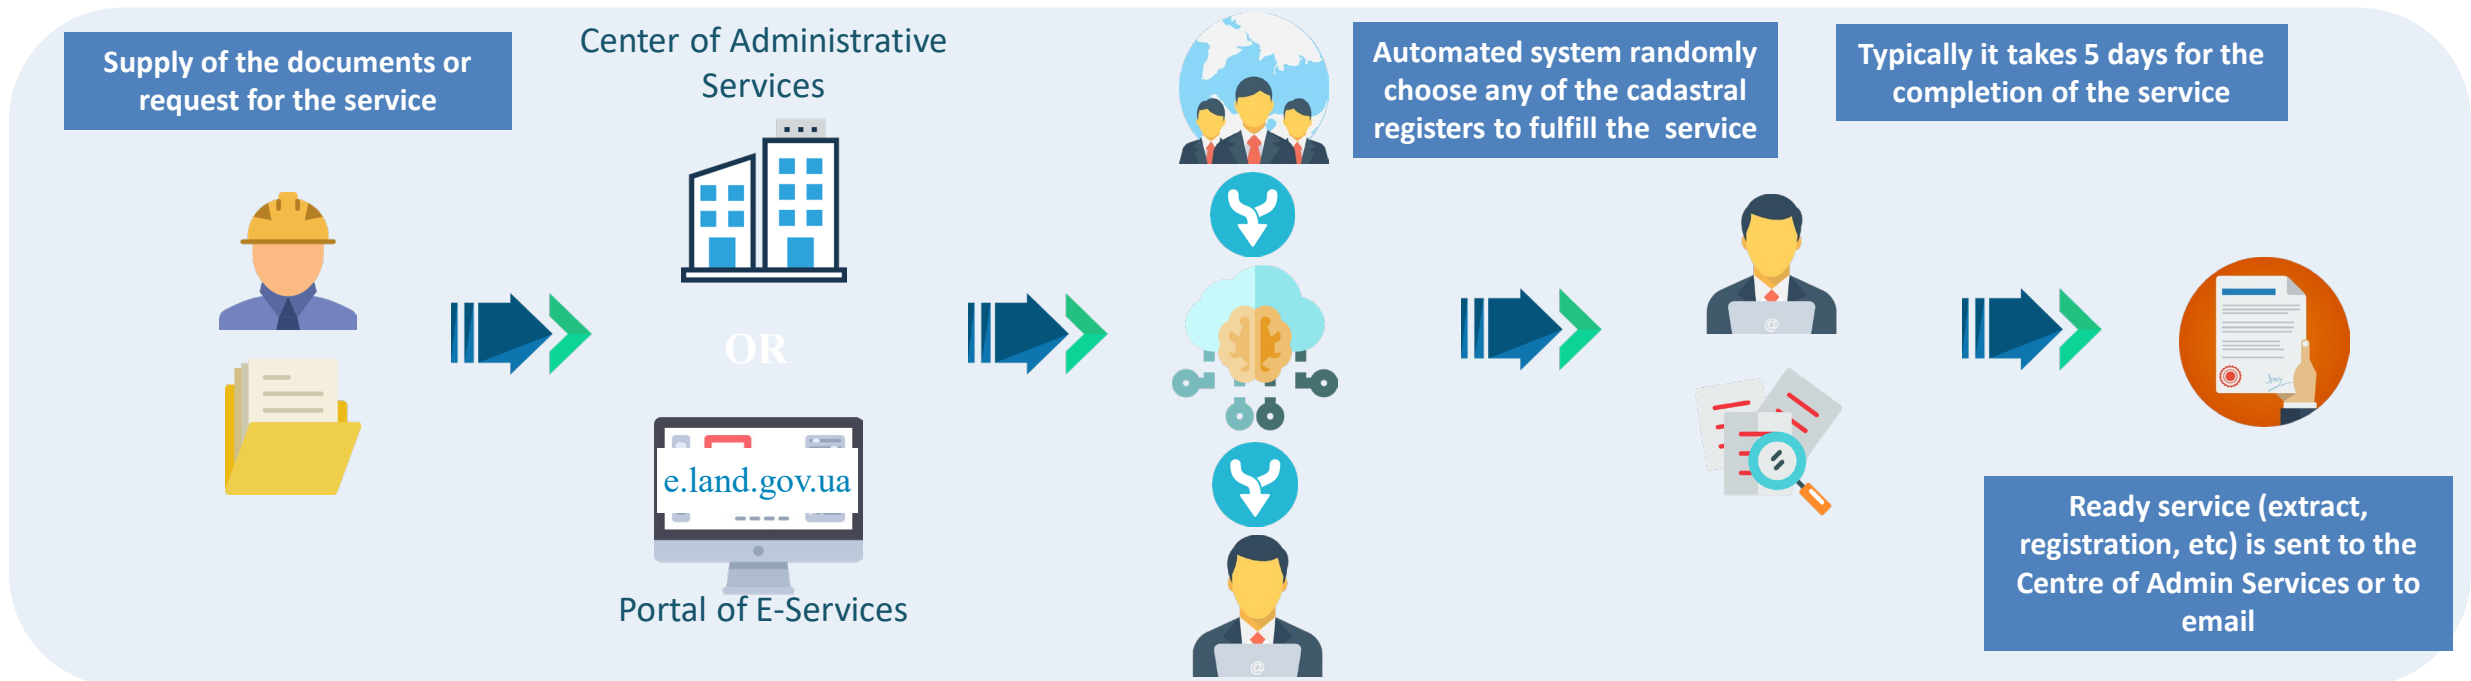 Supply of the documents or
request for the service
Center of Administrative
Services
OR
e.land.gov.ua
Portal of E-Services
Automated system randomly
choose any of the cadastral
registers to fulfill the service
@
Typically it takes 5 days for the
completion of the service
@
Ready service (extract,
registration, etc) is sent to the
Centre of Admin Services or to
email